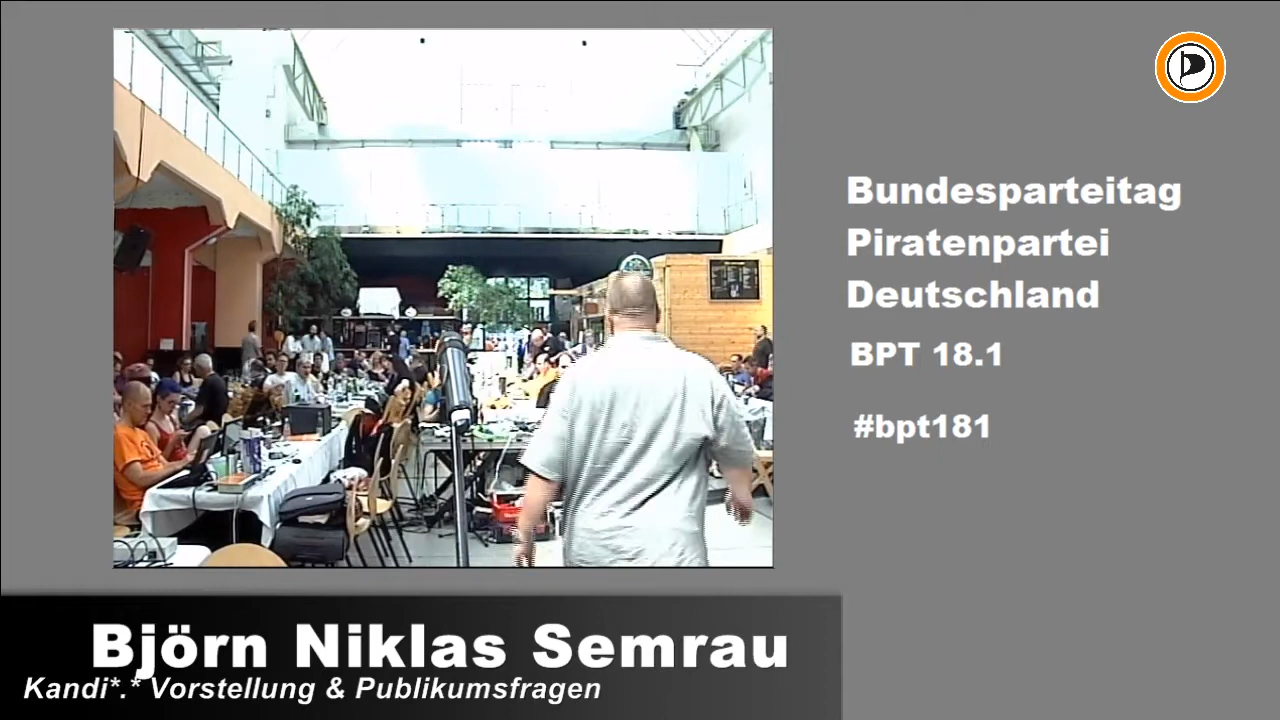 Bundesparteitag
Piratenpartei
Deutschland
BPT 18.1
#bpt181
Björn Niklas Semrau
Kandi*.* Vorstellung & Publikumsfragen